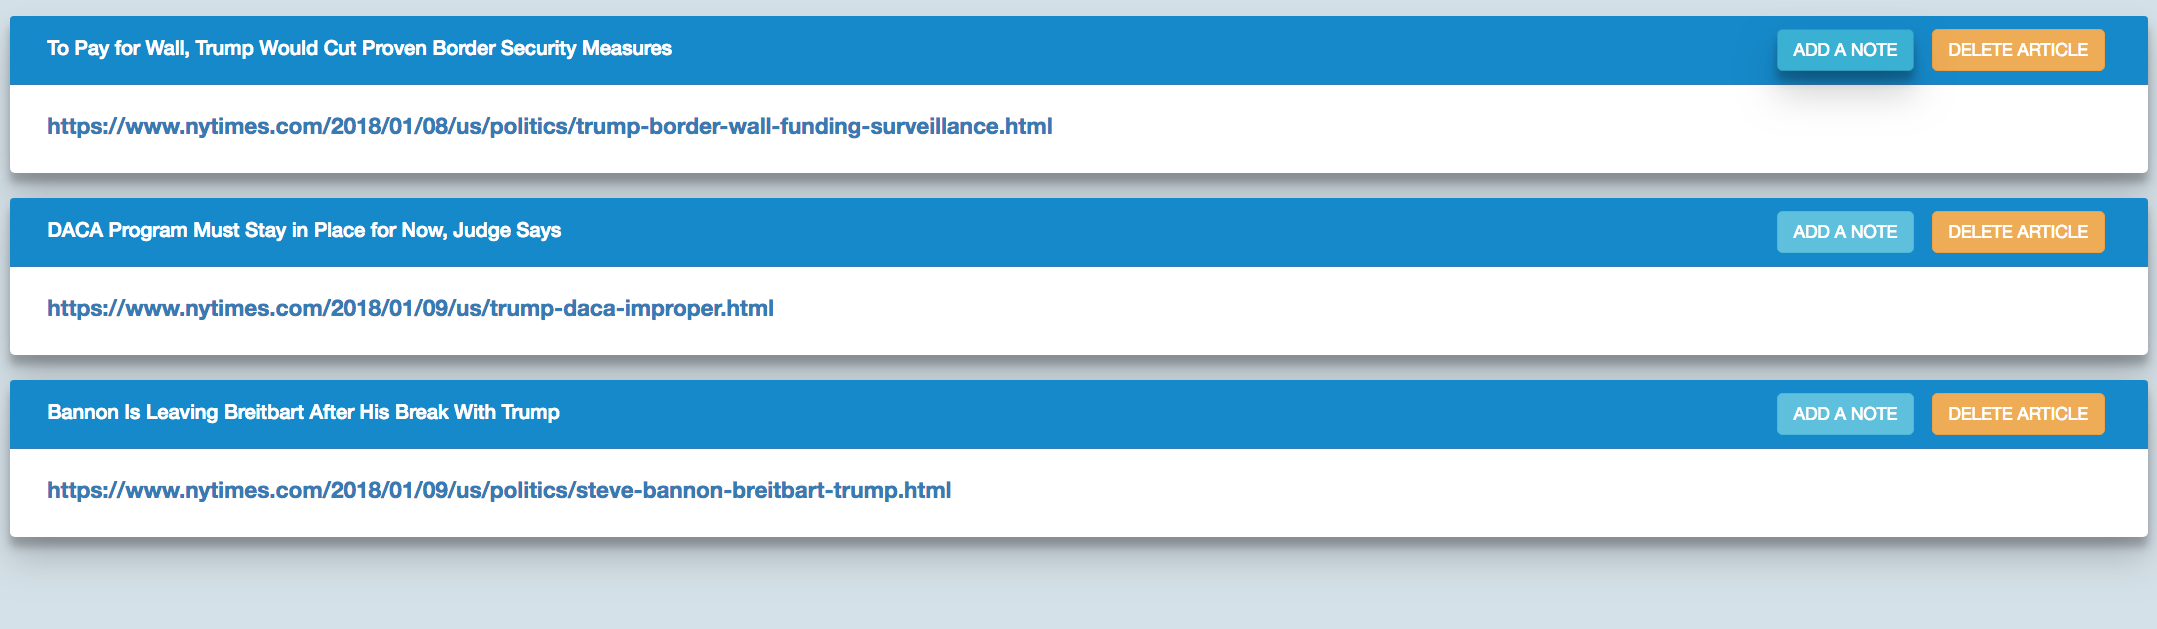 To Pay for Wall, Trump Would Cut Proven Border Security Measures ADD A NOTE DELETE ARTICLE
https://www.nytimes.com/2018/01/08/us/politics/trump-border-wall-funding-surveillance.html
DACA Program Must Stay in Place for Now, Judge Says ADD A NOTE DELETE ARTICLE
https://www.nytimes.com/2018/01/09/us/trump-daca-improper.html
Bannon Is Leaving Breitbart After His Break With Trump ADD A NOTE DELETE ARTICLE
https://www.nytimes.com/2018/01/09/us/politics/steve-bannon-breitbart-trump.html